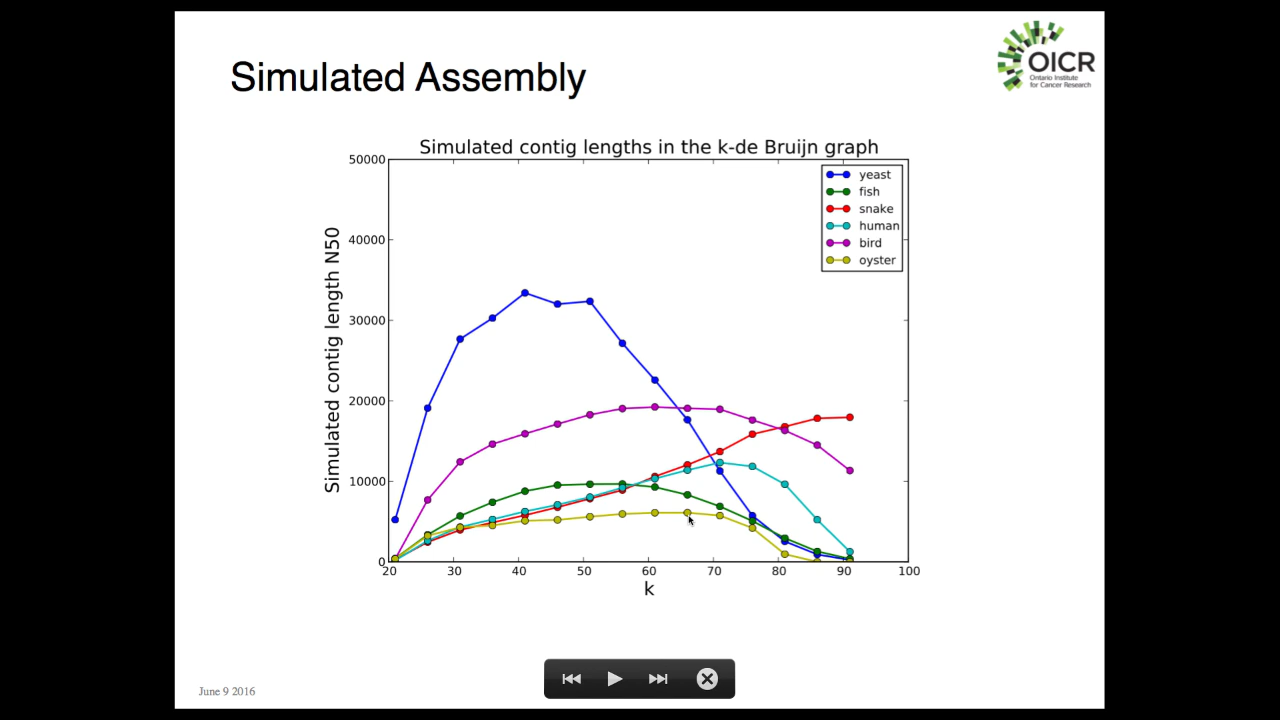 Simulated Assembly
OICR
Ontario Institute
for Cancer Research
Simulated contig lengths in the k-de Bruijn graph
50000
40000
30000
20000
10000
0
Simulated contig length N50
yeast
fish
snake
human
bird
oyster
20 30 40 50 60 70 80 90 100
k
June 9 2016